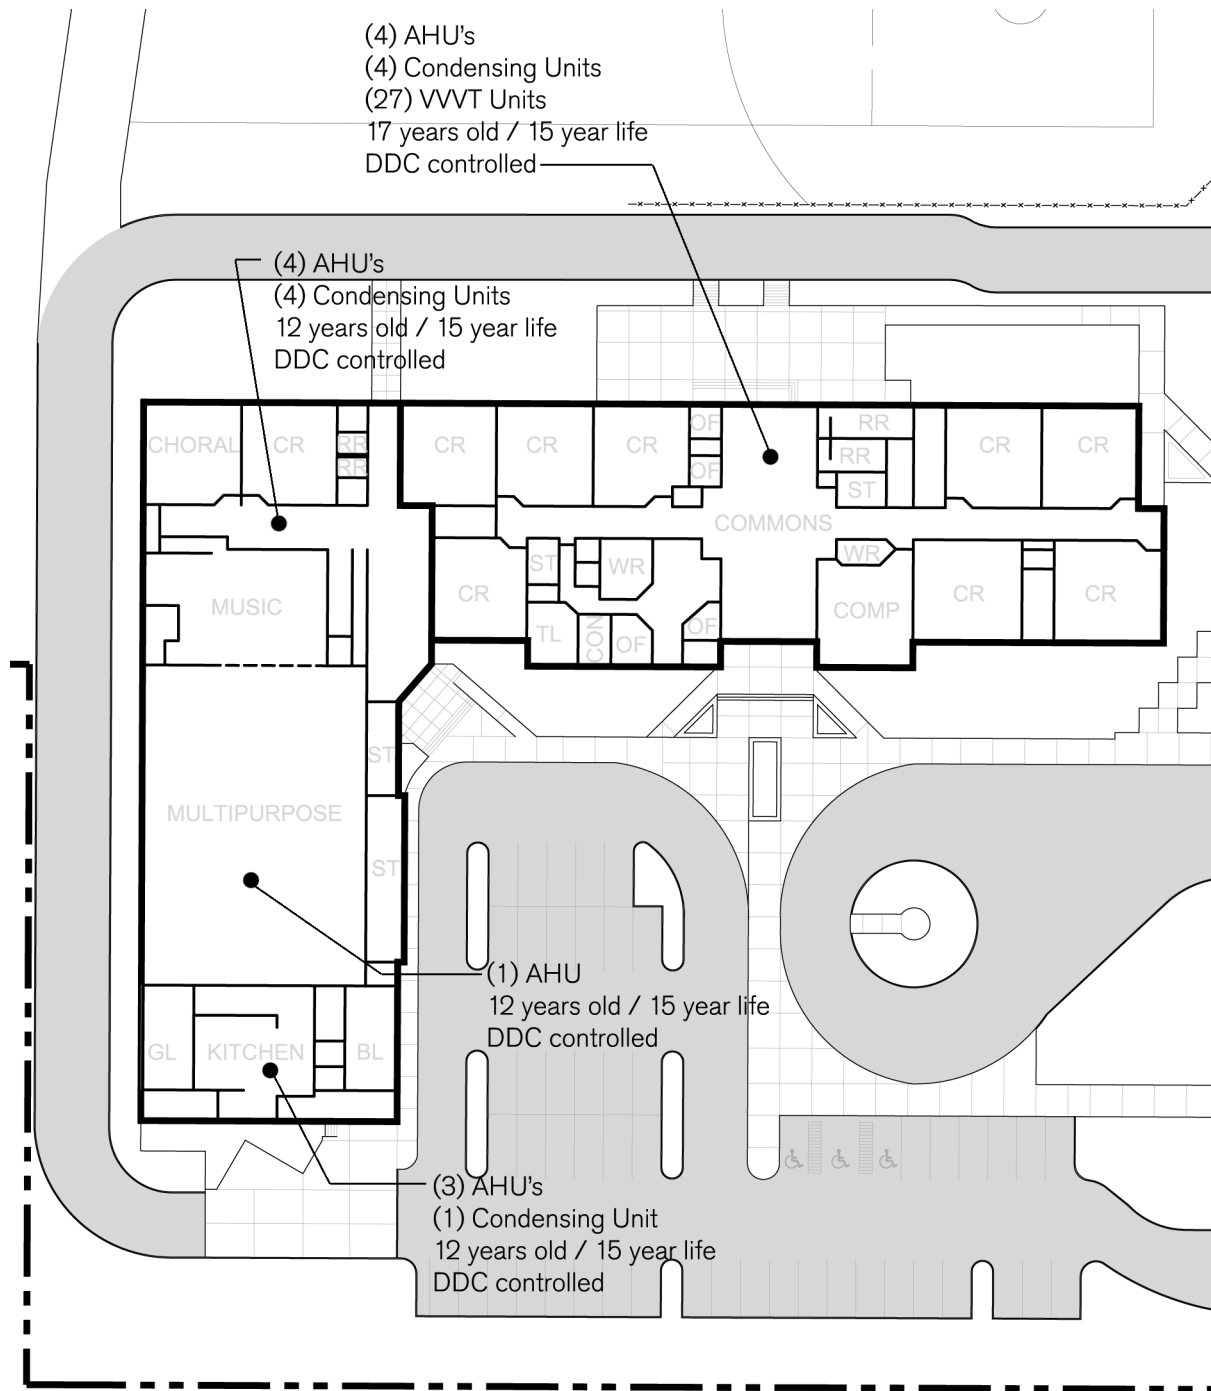 (4) AHU's
(4) Condensing Units
(27) VVVT Units
17 years old / 15 year life
DDC controlled
(4) AHU's
(4) Condensing Units
12 years old / 15 year life
DDC controlled
CHORAL
CR
RR
RR
CR
CR
CR
OF
OF
RR
RR
ST
CR
CR
COMMONS
MUSIC
CR
ST
WR
TL
CON
OF
OF
WR
COMP
CR
CR
ST
MULTIPURPOSE
ST
(1) AHU
12 years old / 15 year life
DDC controlled
GL
KITCHEN
BL
(3) AHU's
(1) Condensing Unit
12 years old / 15 year life
DDC controlled